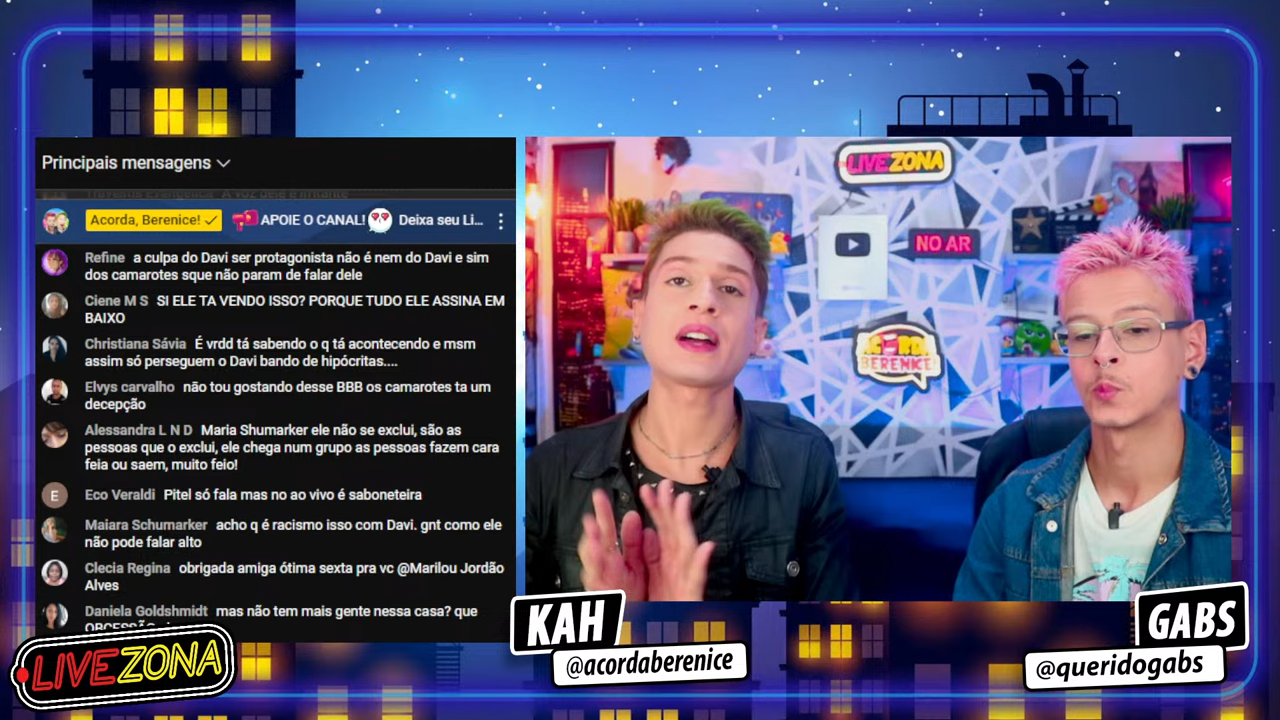 Principais mensagens
Acorda, Berenice! APOIE O CANAL! Deixa seu Li...
Refine a culpa do Davi ser protagonista não é nem do Davi e sim
dos camarotes sque não param de falar dele
Ciene M S SI ELE TA VENDO ISSO? PORQUE TUDO ELE ASSINA EM
BAIXO
Christiana Sávia É vrdd tá sabendo o q tá acontecendo e msm
assim só perseguem o Davi bando de hipócritas....
Elvys carvalho não tou gostando desse BBB os camarotes ta um
decepção
Alessandra L N D Maria Shumarker ele não se exclui, são as
pessoas que o exclui, ele chega num grupo as pessoas fazem cara
feia ou saem, muito feio!
E
Eco Veraldi Pitel só fala mas no ao vivo é saboneteira
Maiara Schumarker acho q é racismo isso com Davi. gnt como ele
não pode falar alto
Clecia Regina obrigada amiga ótima sexta pra vc @Marilou Jordão
Alves
Daniela Goldshmidt mas não tem mais gente nessa casa? que
LIVEZONA
LIVEZONA
NO AR
ACORDA
BERENICE!
KAH
@acordaberenice
GABS
@queridogabs